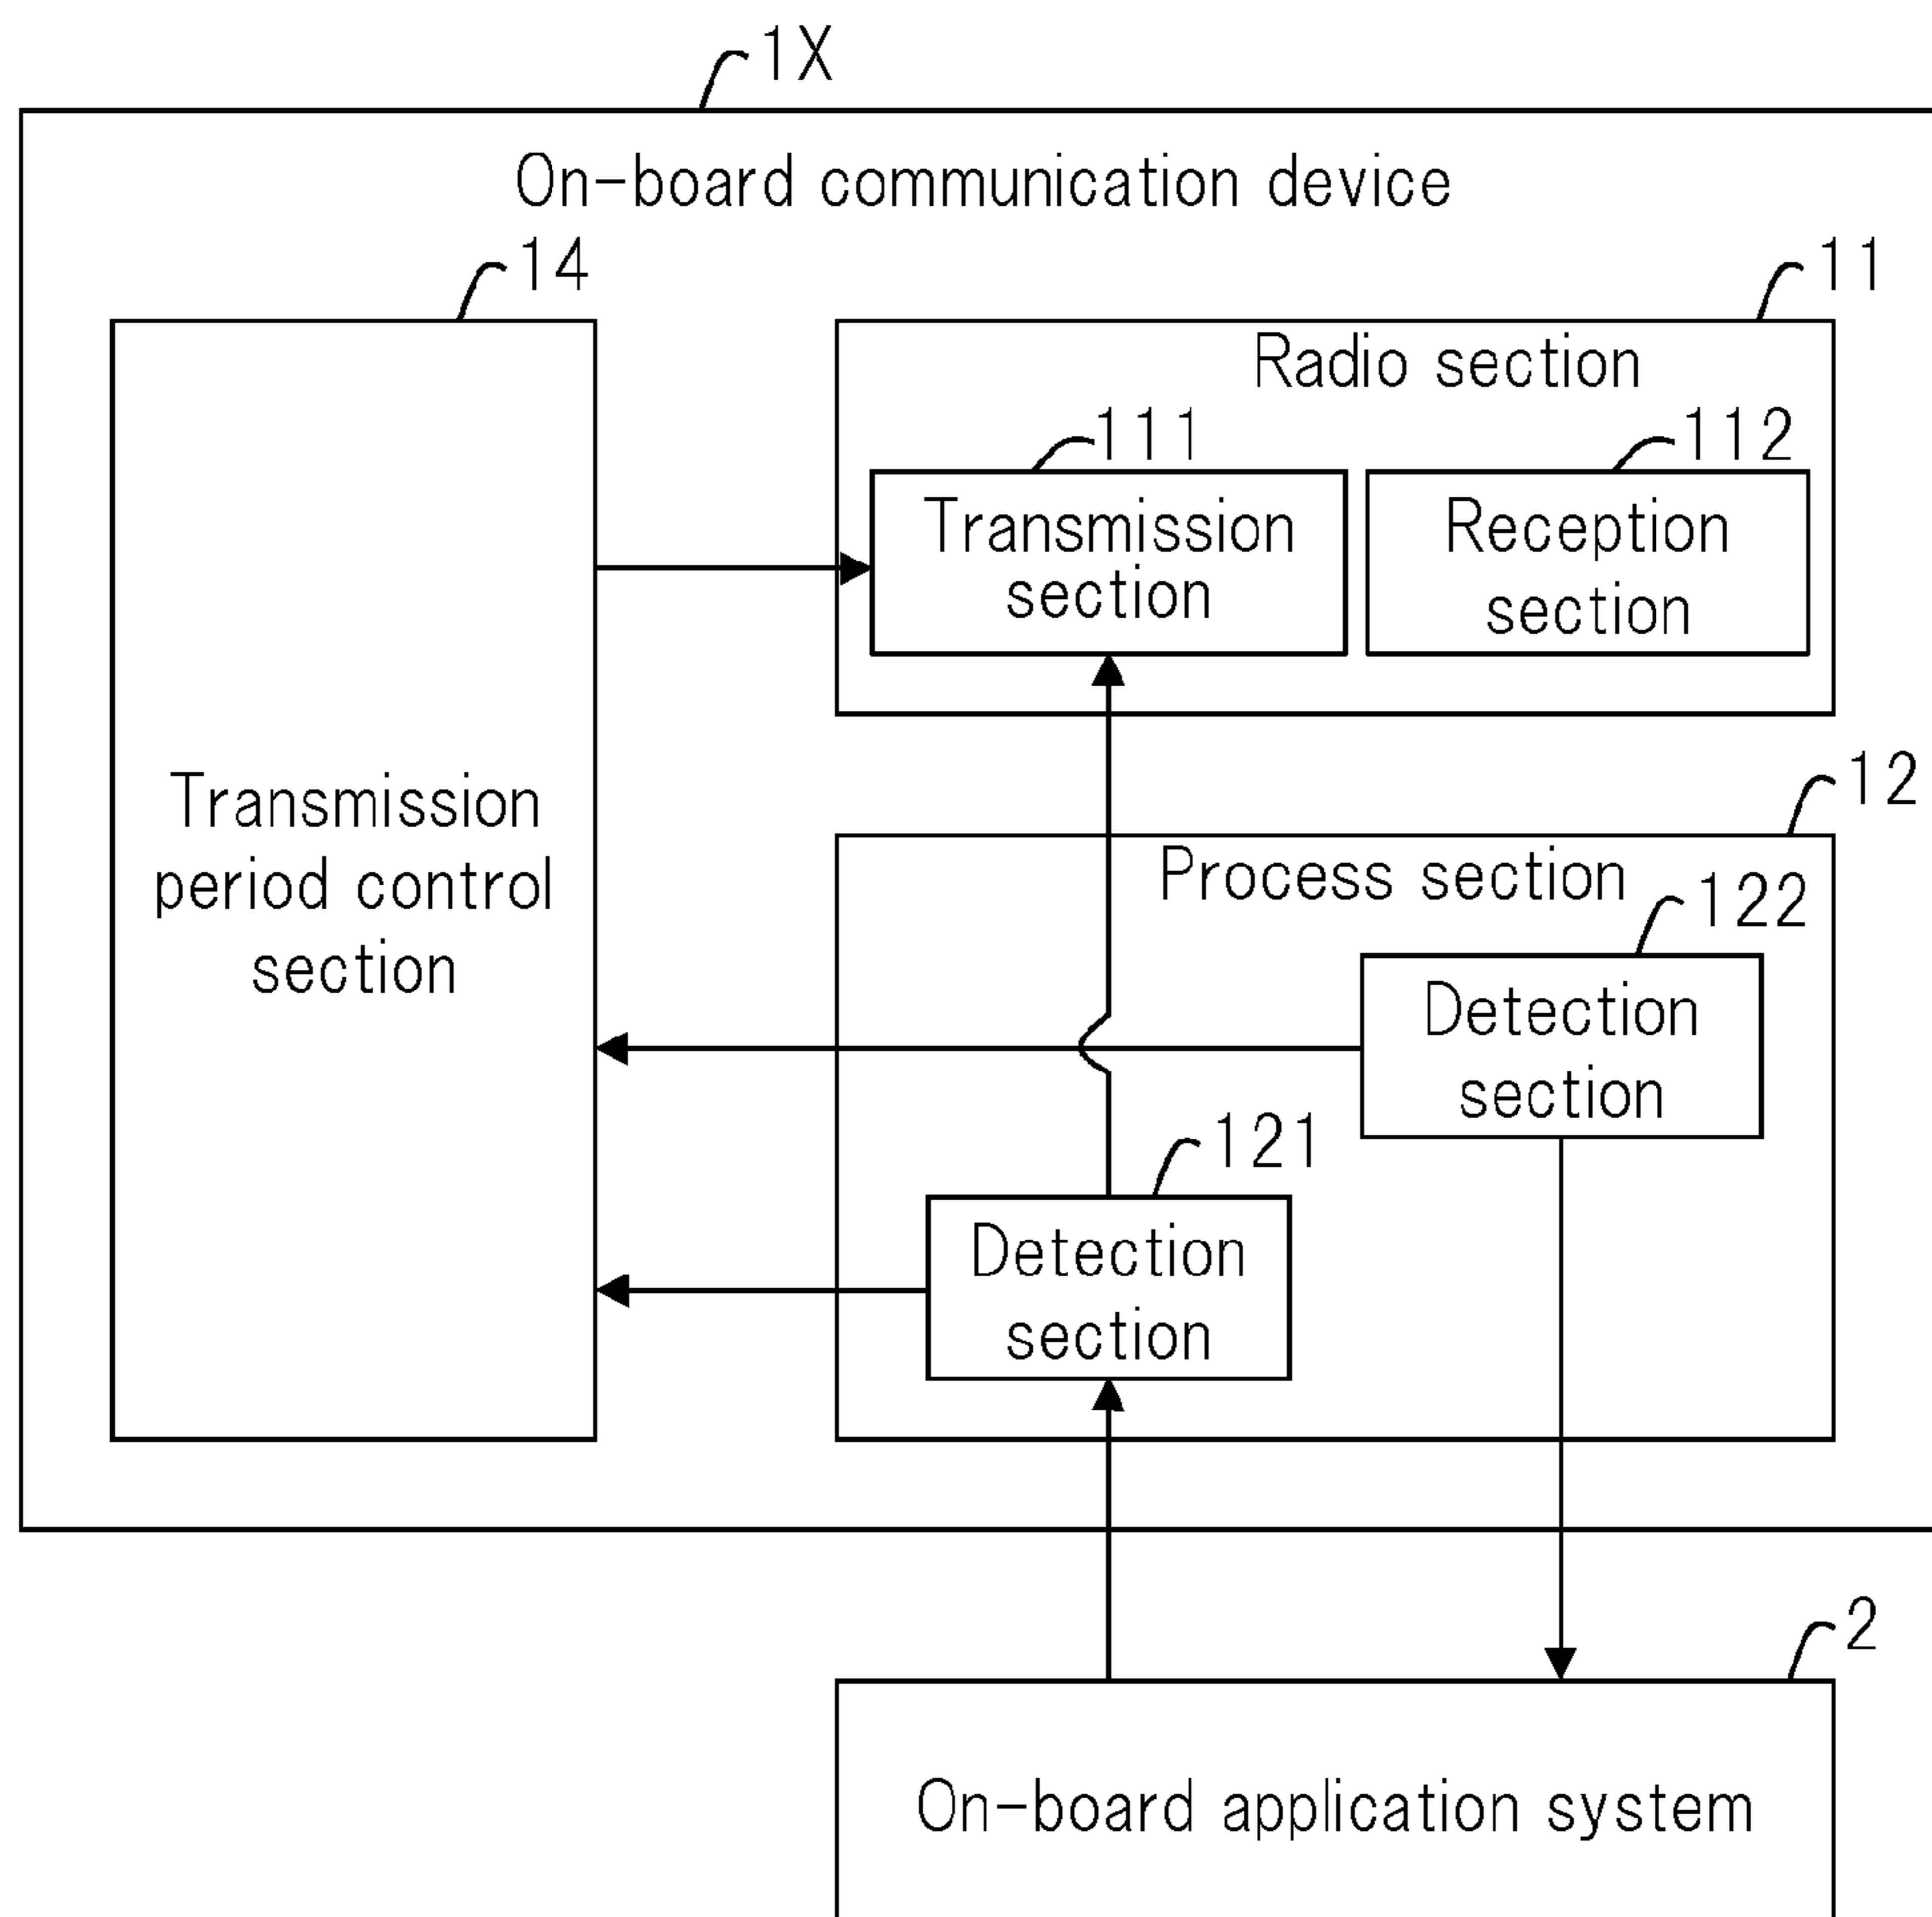 1X
On-board communication device
14
11
Radio section
111
112
Transmission
section
Reception
section
12
Process section
122
Transmission
period control
section
Detection
section
121
Detection
section
2
On-board application system